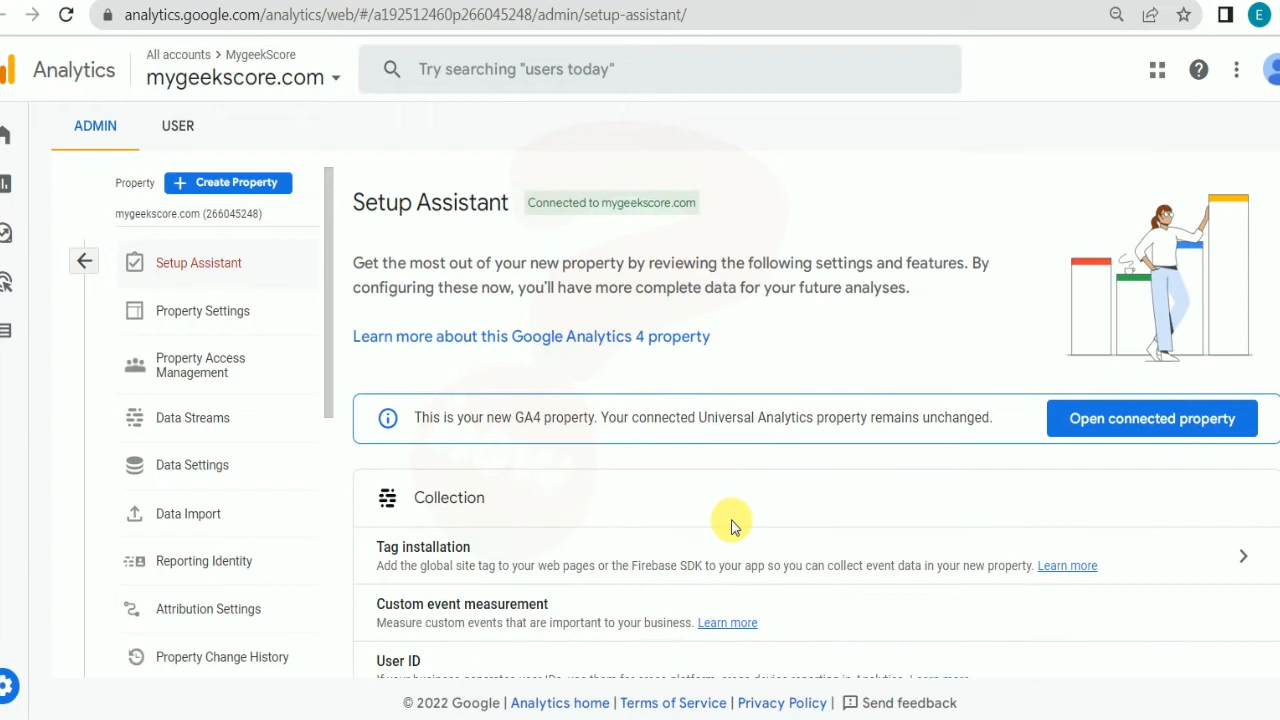 analytics.google.com/analytics/web/#/a192512460p266045248/admin/setup-assistant/
E
Analytics
All accounts > MygeekScore
mygeekscore.com
Try searching "users today"
ADMIN
USER
Property
+ Create Property
mygeekscore.com (266045248)
Setup Assistant
Property Settings
Property Access
Management
Data Streams
Data Settings
Data Import
Reporting Identity
Attribution Settings
Property Change History
Setup Assistant
Connected to mygeekscore.com
Get the most out of your new property by reviewing the following settings and features. By
configuring these now, you'll have more complete data for your future analyses.
Learn more about this Google Analytics 4 property
This is your new GA4 property. Your connected Universal Analytics property remains unchanged.
Open connected property
Collection
Tag installation
Add the global site tag to your web pages or the Firebase SDK to your app so you can collect event data in your new property. Learn more
Custom event measurement
Measure custom events that are important to your business. Learn more
User ID
© 2022 Google | Analytics home | Terms of Service | Privacy Policy | Send feedback